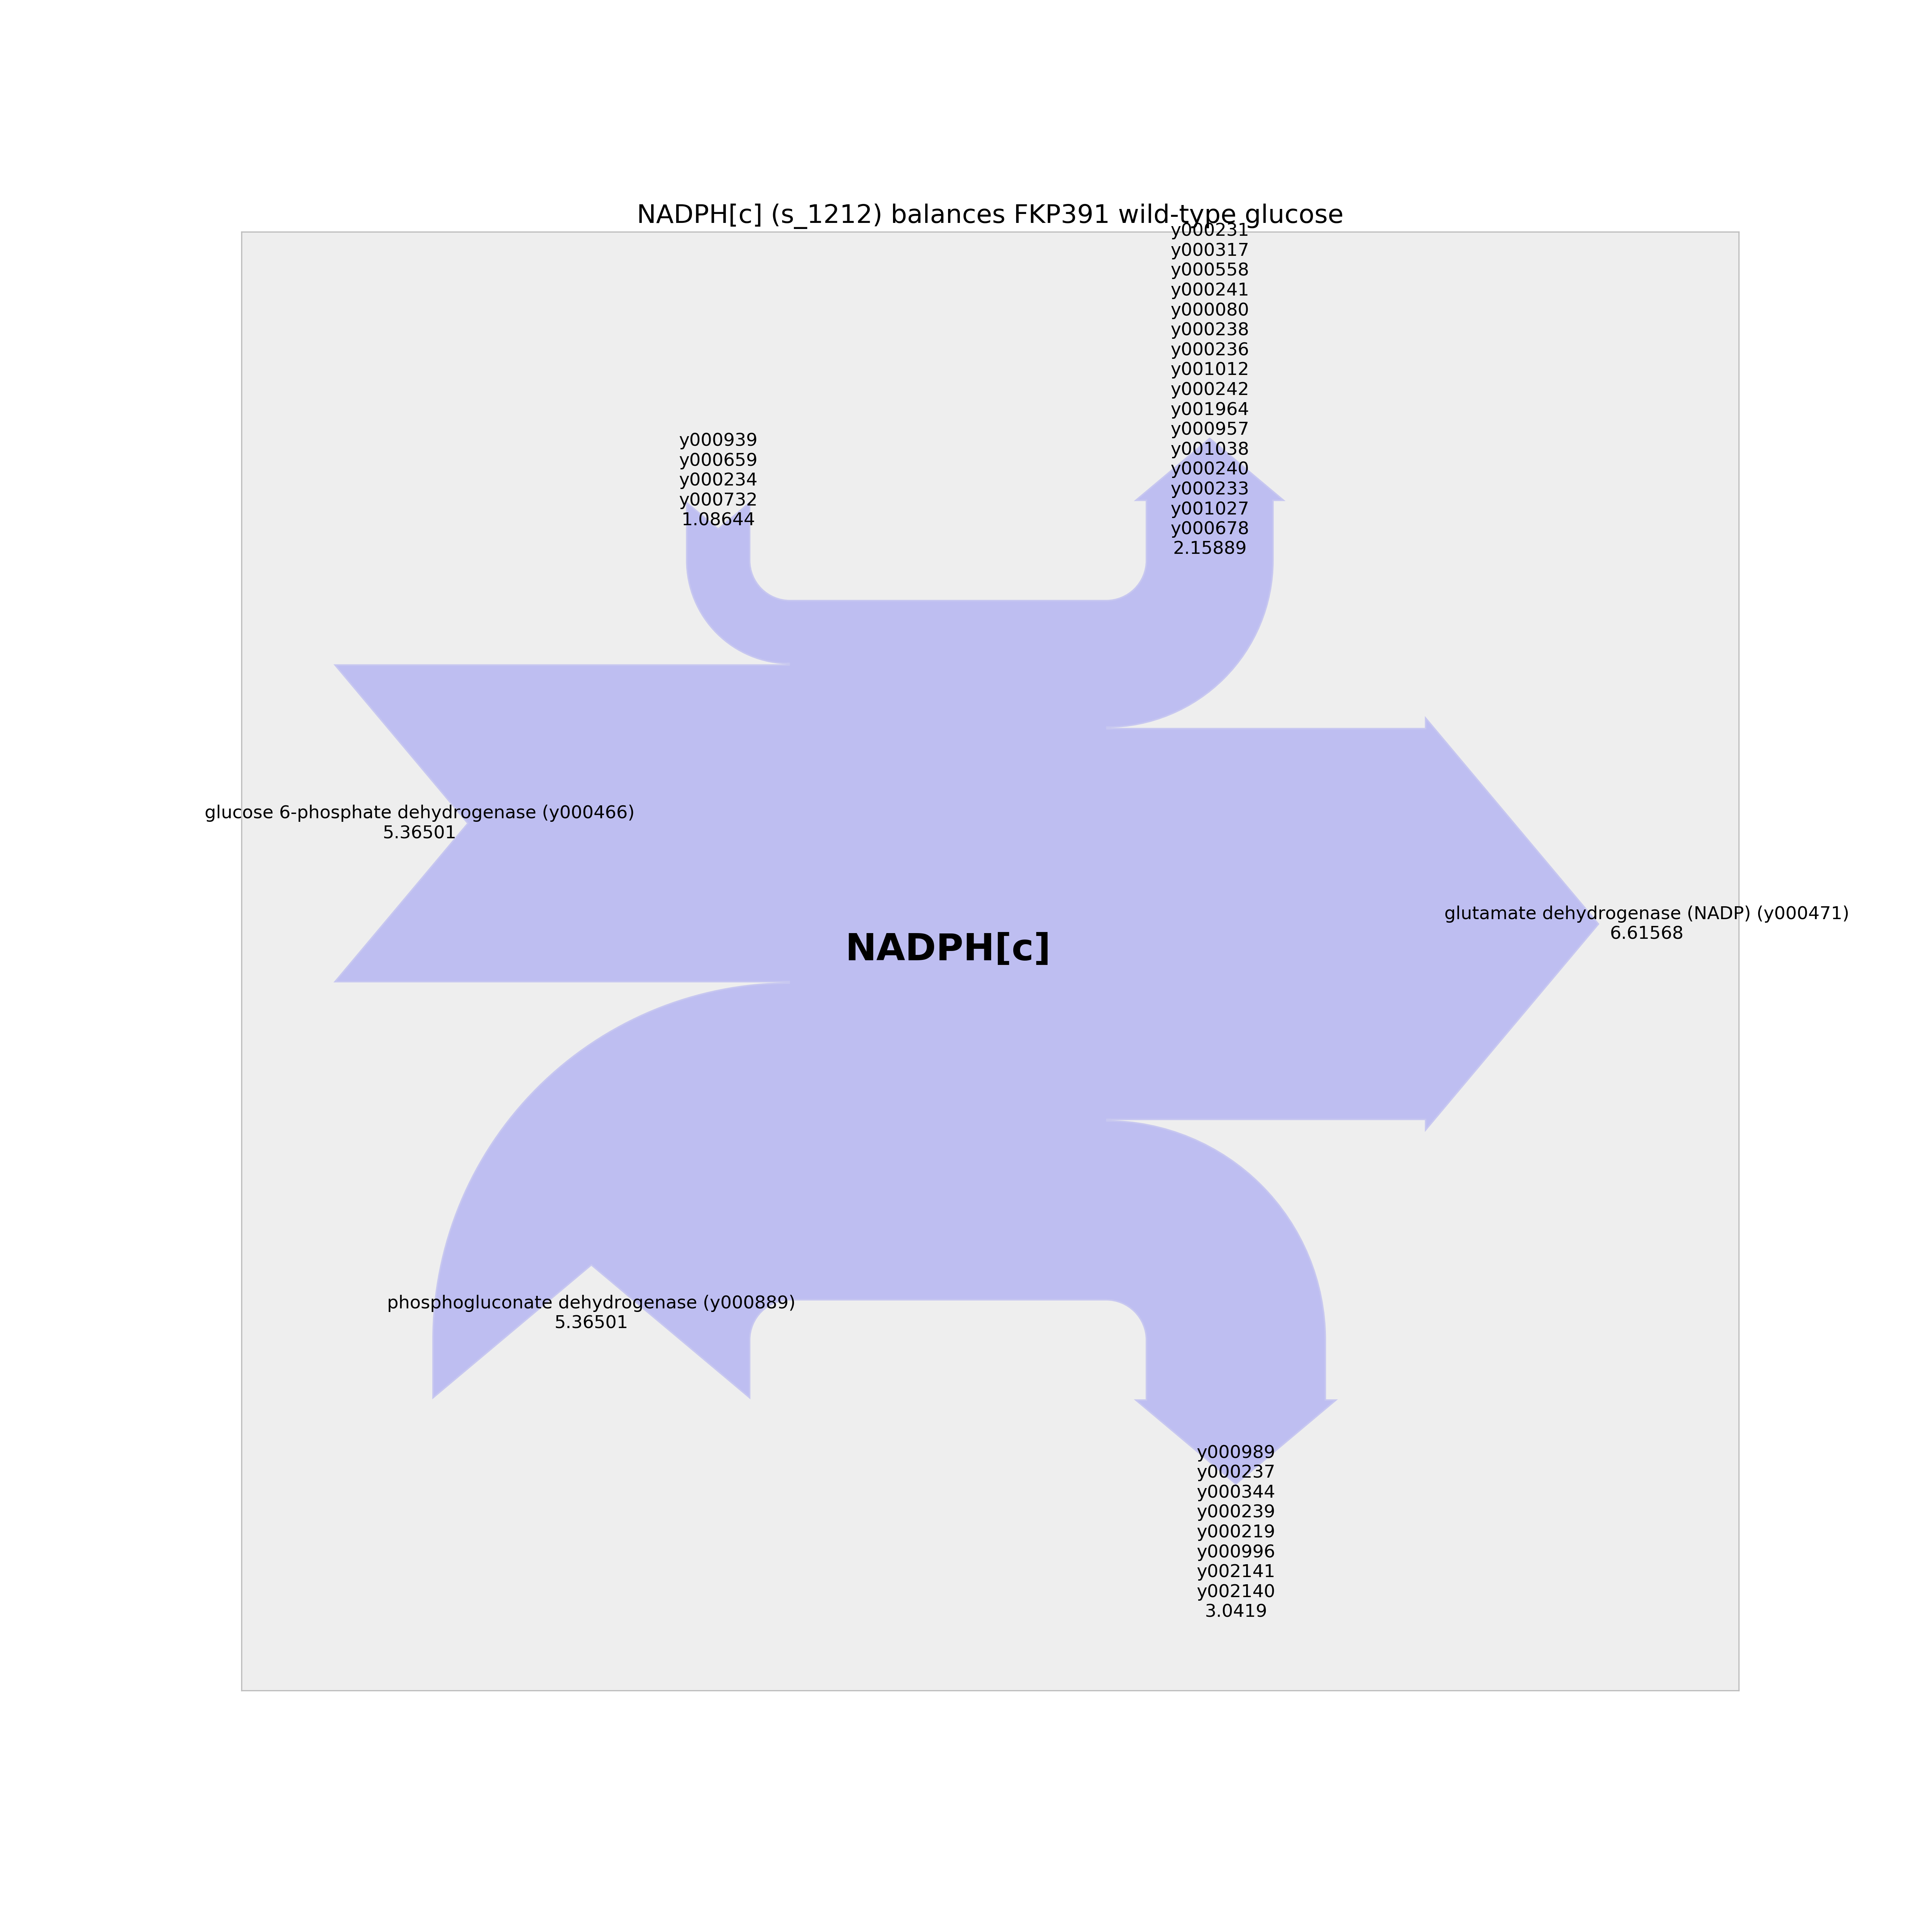 NADPH[c] (s_1212) balances FKP391 wild-type glucose
y000231
y000317
y000558
y000241
y000080
y000238
y000236
y001012
y000242
y001964
y000957
y001038
y000240
y000233
y001027
y000678
2.15889
y000939
y000659
y000234
y000732
1.08644
glucose 6-phosphate dehydrogenase (y000466)
5.36501
glutamate dehydrogenase (NADP) (y000471)
6.61568
NADPH[c]
phosphogluconate dehydrogenase (y000889)
5.36501
y000989
y000237
y000344
y000239
y000219
y000996
y002141
y002140
3.0419